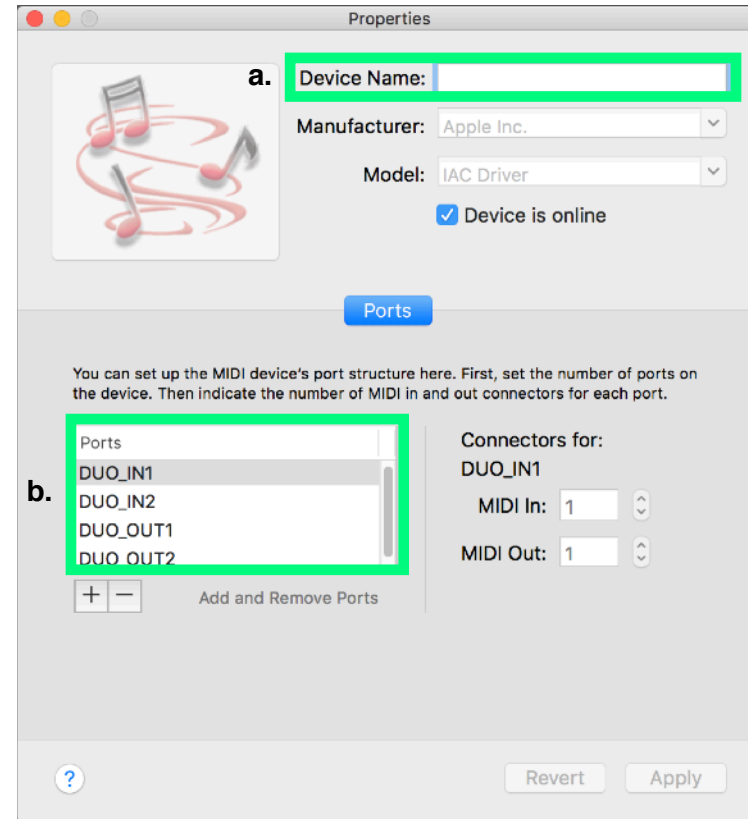 Properties
a.
Device Name:
Manufacturer: Apple Inc.
Model: IAC Driver
Device is online
Ports
You can set up the MIDI device's port structure here. First, set the number of ports on
the device. Then indicate the number of MIDI in and out connectors for each port.
b.
Ports
DUO_IN1
DUO_IN2
DUO_OUT1
DUO_OUT2
+ −
Add and Remove Ports
Connectors for:
DUO_IN1
MIDI In: 1
MIDI Out: 1
?
Revert
Apply